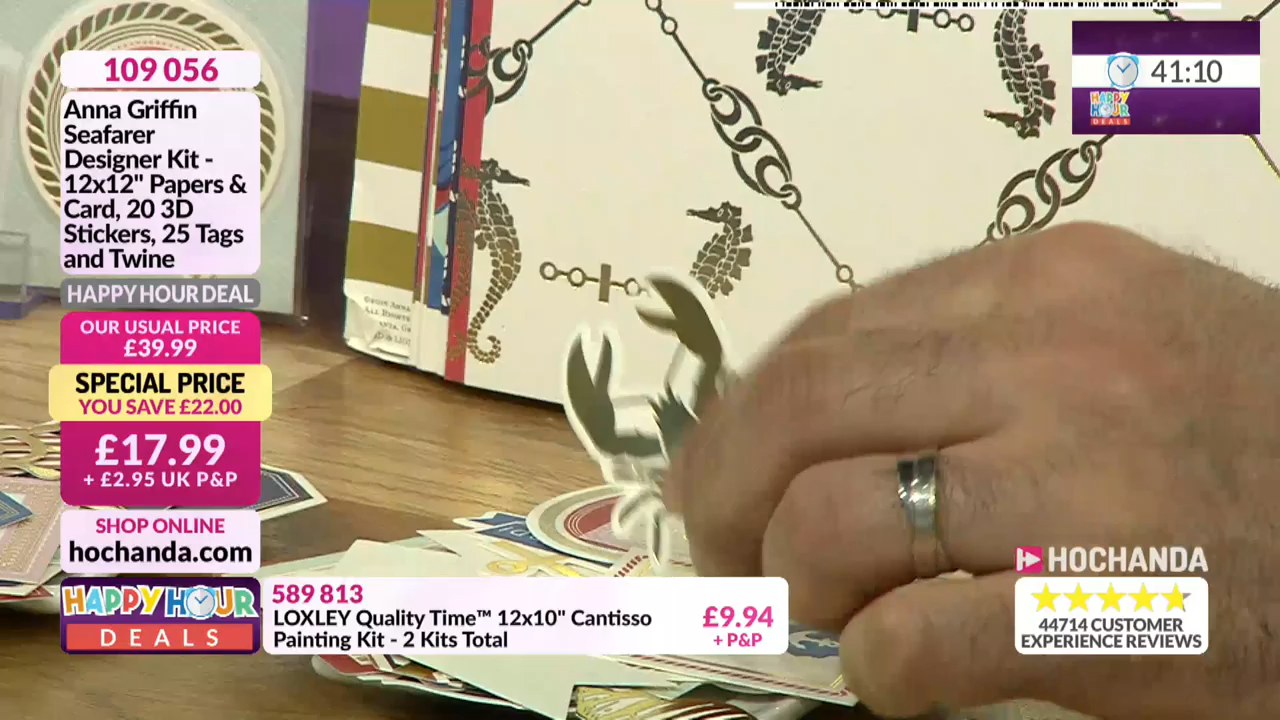 109 056
Anna Griffin
Seafarer
Designer Kit -
12x12" Papers &
Card, 20 3D
Stickers, 25 Tags
and Twine
HAPPY HOUR DEAL
OUR USUAL PRICE
£39.99
SPECIAL PRICE
YOU SAVE £22.00
£17.99
+ £2.95 UK P&P
SHOP ONLINE
hochanda.com
HAPPY HOUR
DEALS
589 813
LOXLEY Quality Time™ 12x10" Cantisso
Painting Kit - 2 Kits Total
£9.94
+ P&P
41:10
HAPPY
HOUR
DEALS
HOCHANDA
44714 CUSTOMER
EXPERIENCE REVIEWS